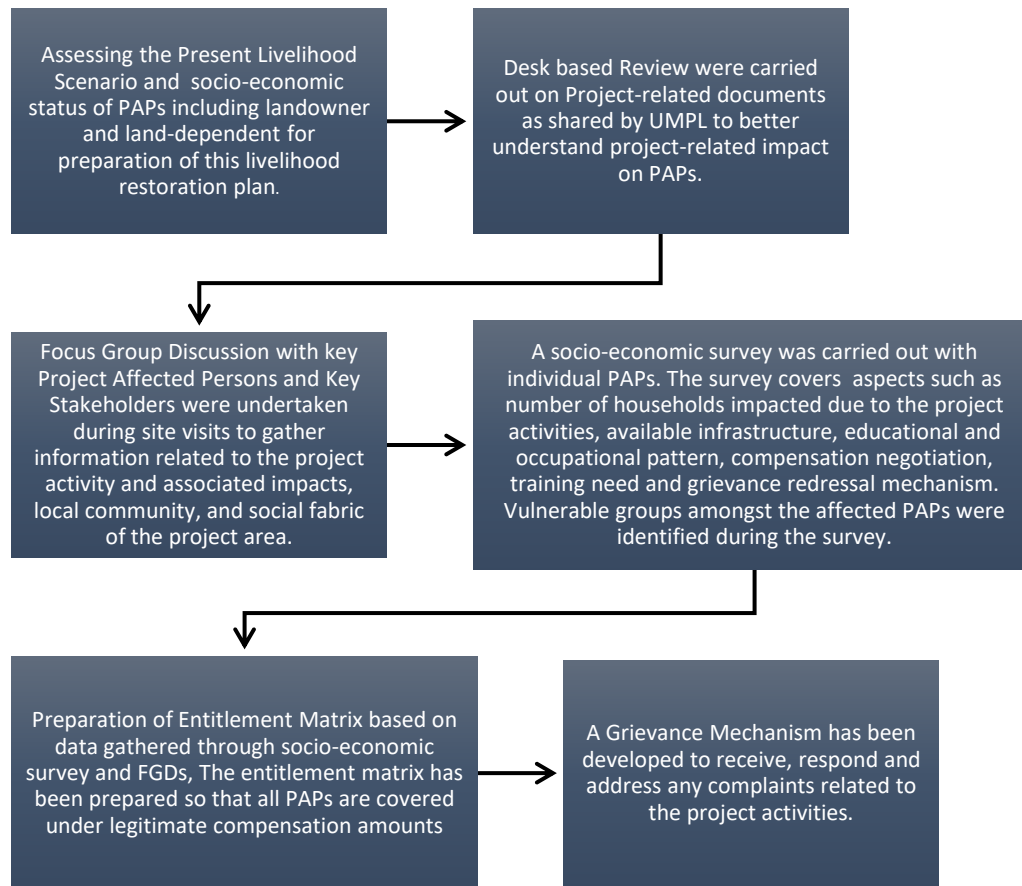 Assessing the Present Livelihood
Scenario and socio-economic
status of PAPs including landowner
and land-dependent for
preparation of this livelihood
restoration plan.
Desk based Review were carried
out on Project-related documents
as shared by UMPL to better
understand project-related impact
on PAPs.
Focus Group Discussion with key
Project Affected Persons and Key
Stakeholders were undertaken
during site visits to gather
information related to the project
activity and associated impacts,
local community, and social fabric
of the project area.
A socio-economic survey was carried out with
individual PAPs. The survey covers aspects such as
number of households impacted due to the project
activities, available infrastructure, educational and
occupational pattern, compensation negotiation,
training need and grievance redressal mechanism.
Vulnerable groups amongst the affected PAPs were
identified during the survey.
Preparation of Entitlement Matrix based on
data gathered through socio-economic
survey and FGDs, The entitlement matrix has
been prepared so that all PAPs are covered
under legitimate compensation amounts
A Grievance Mechanism has been
developed to receive, respond and
address any complaints related to
the project activities.